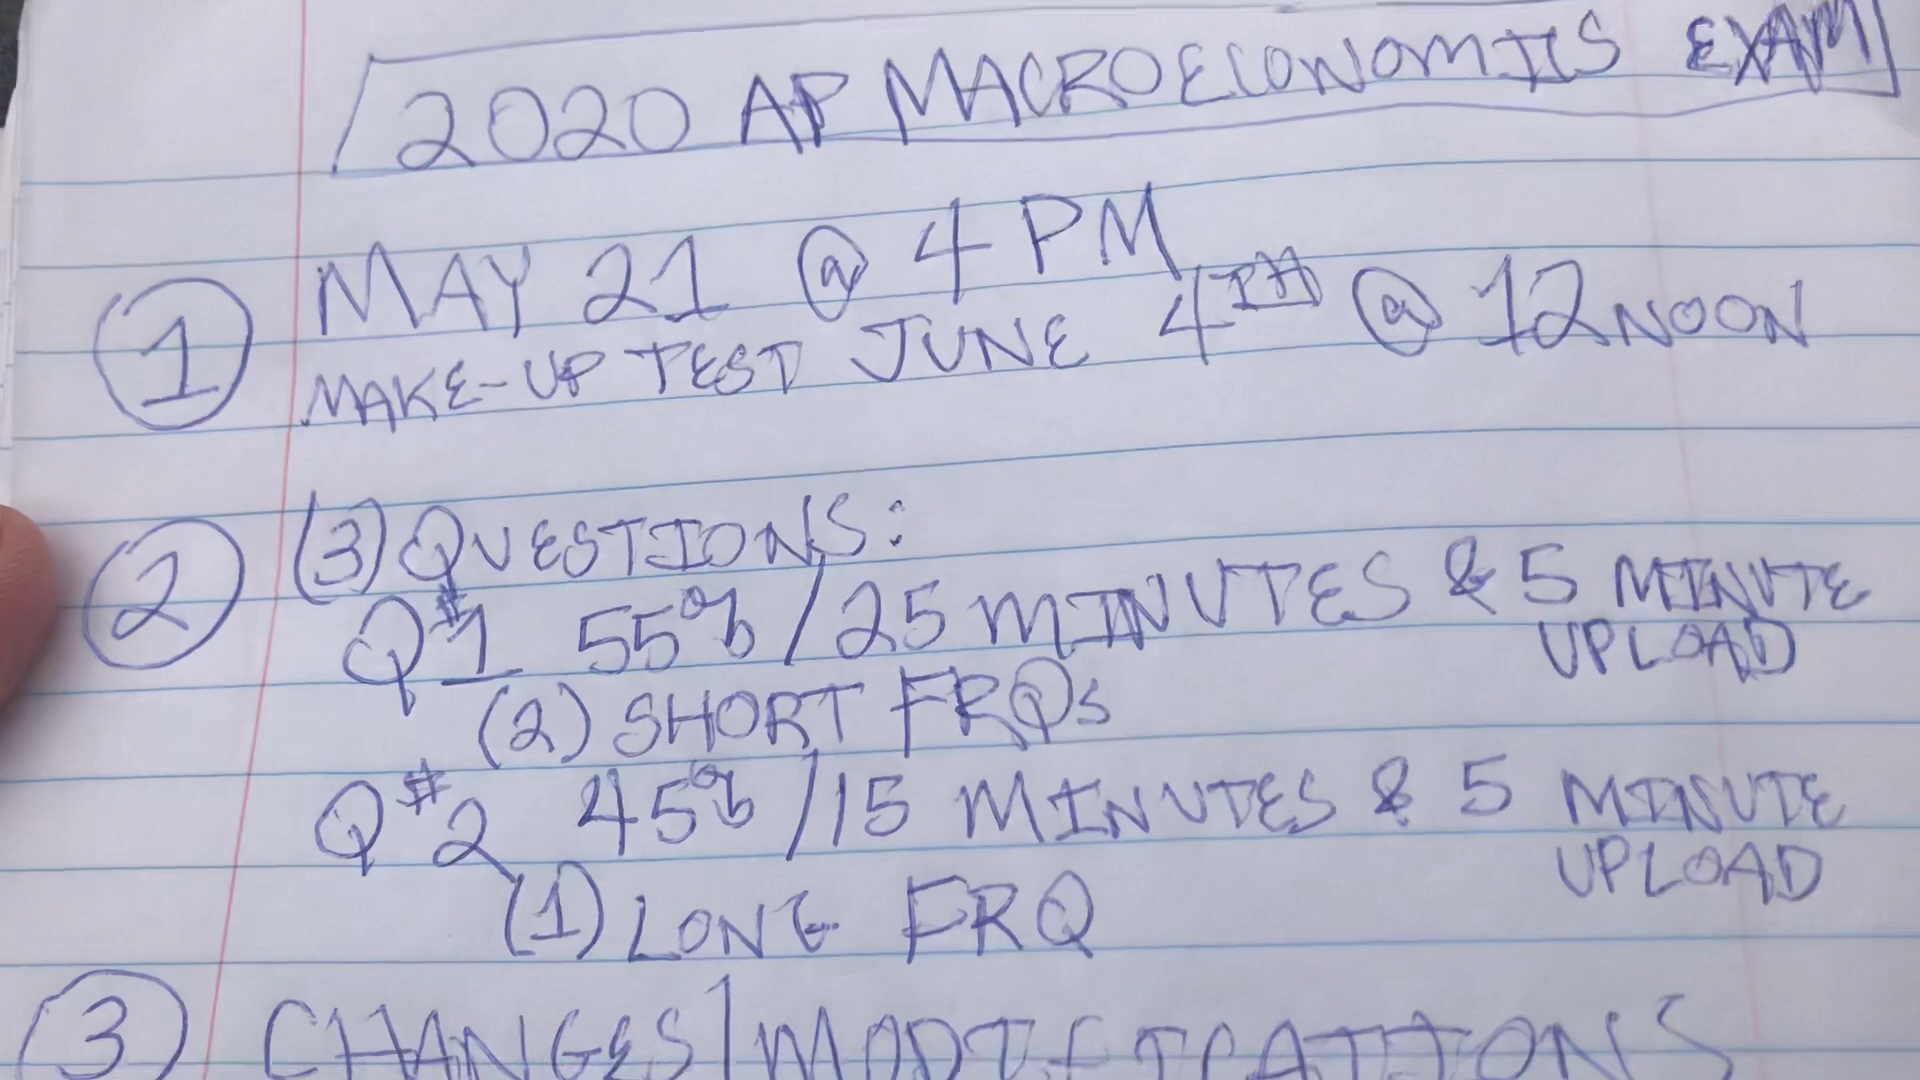 2020 AP MACROECONOMICS EXAM
1 MAY 21 @ 4 PM
MAKE-UP TEST JUNE 4TH @ 12 NOON
2 (3) QUESTIONS:
Q#1 55% / 25 MINUTES & 5 MINUTE
UPLOAD
(2) SHORT FRQs
Q#2 45% / 15 MINUTES & 5 MINUTE
UPLOAD
(1) LONG FRQ
3 CHANGES/MODIFICATIONS